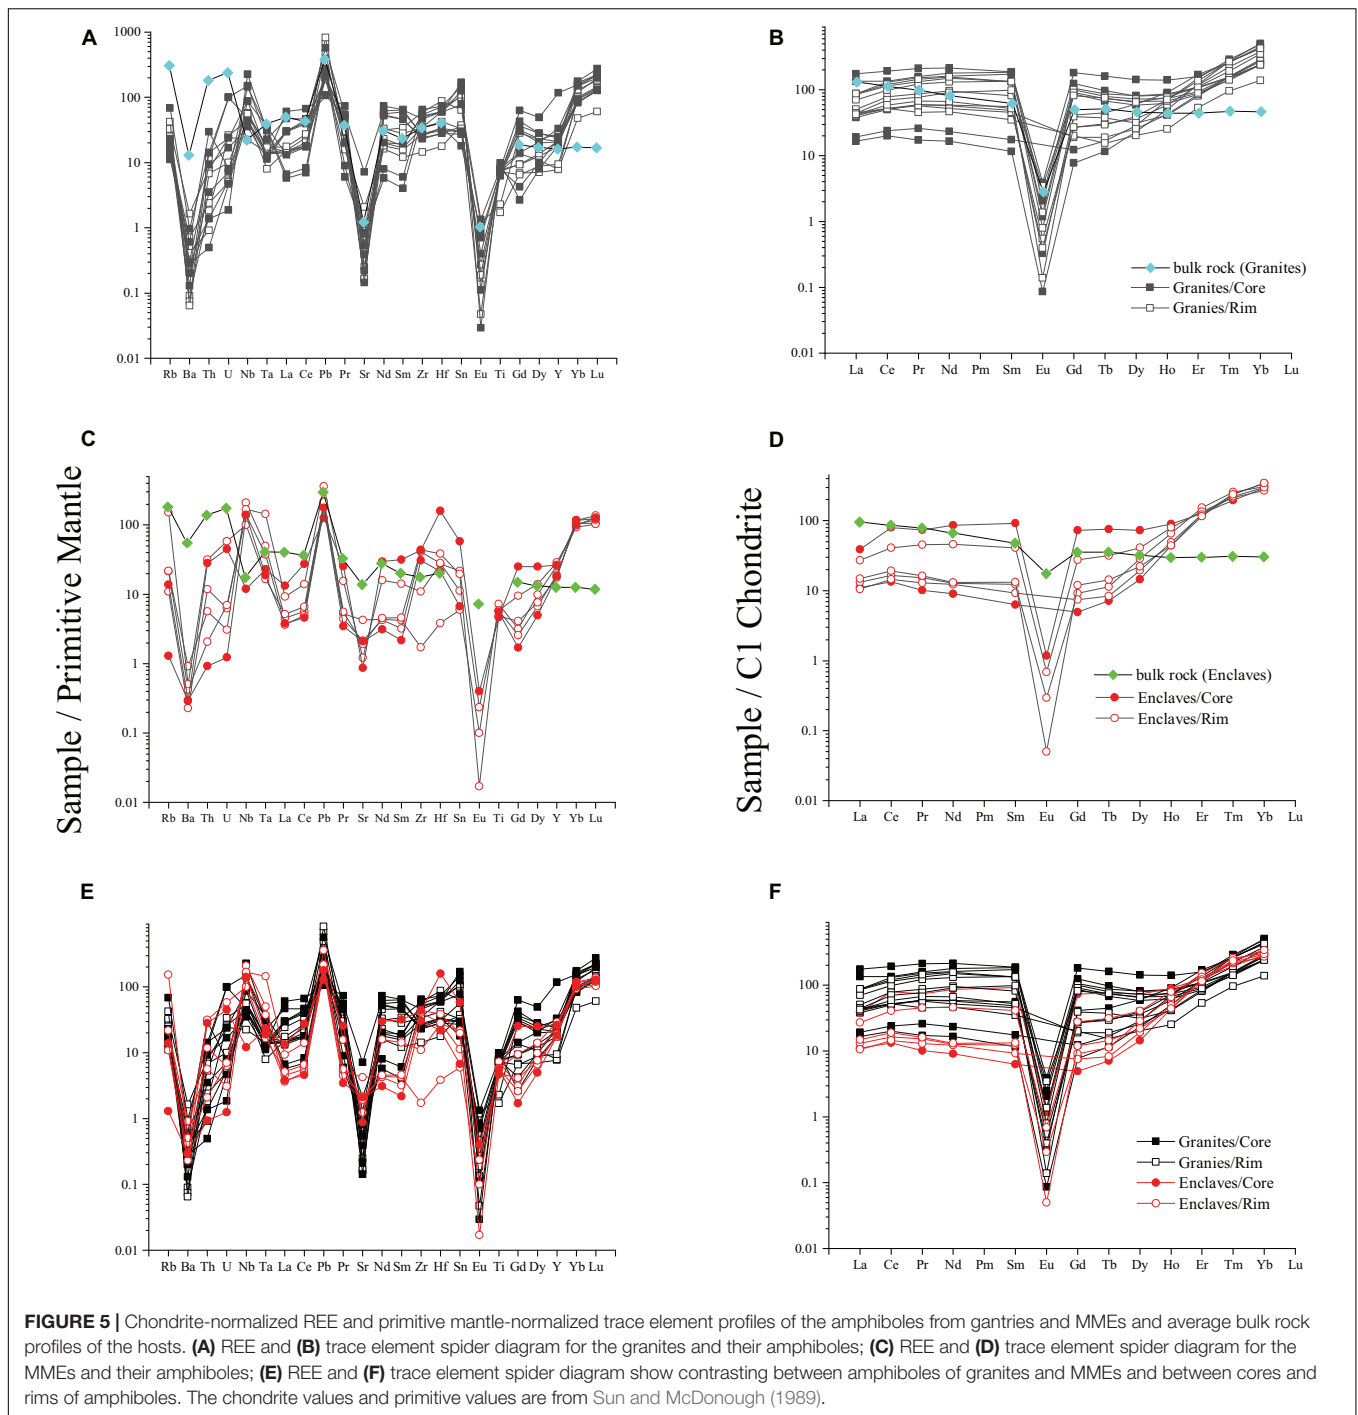 A
1000
100
10
1
0.1
0.01
Rb Ba Th U Nb Ta La Ce Pb Pr Sr Nd Sm Zr Hf Sn Eu Ti Gd Dy Y Yb Lu
B
100
10
1
0.1
0.01
bulk rock (Granites)
Granites/Core
Granies/Rim
La Ce Pr Nd Pm Sm Eu Gd Tb Dy Ho Er Tm Yb Lu
C
Sample / Primitive Mantle
100
10
1
0.1
0.01
Rb Ba Th U Nb Ta La Ce Pb Pr Sr Nd Sm Zr Hf Sn Eu Ti Gd Dy Y Yb Lu
D
Sample / C1 Chondrite
100
10
1
0.1
0.01
bulk rock (Enclaves)
Enclaves/Core
Enclaves/Rim
La Ce Pr Nd Pm Sm Eu Gd Tb Dy Ho Er Tm Yb Lu
E
100
10
1
0.1
0.01
Rb Ba Th U Nb Ta La Ce Pb Pr Sr Nd Sm Zr Hf Sn Eu Ti Gd Dy Y Yb Lu
F
100
10
1
0.1
0.01
Granites/Core
Granies/Rim
Enclaves/Core
Enclaves/Rim
La Ce Pr Nd Pm Sm Eu Gd Tb Dy Ho Er Tm Yb Lu
FIGURE 5 | Chondrite-normalized REE and primitive mantle-normalized trace element profiles of the amphiboles from gantries and MMEs and average bulk rock
profiles of the hosts. (A) REE and (B) trace element spider diagram for the granites and their amphiboles; (C) REE and (D) trace element spider diagram for the
MMEs and their amphiboles; (E) REE and (F) trace element spider diagram show contrasting between amphiboles of granites and MMEs and between cores and
rims of amphiboles. The chondrite values and primitive values are from Sun and McDonough (1989).